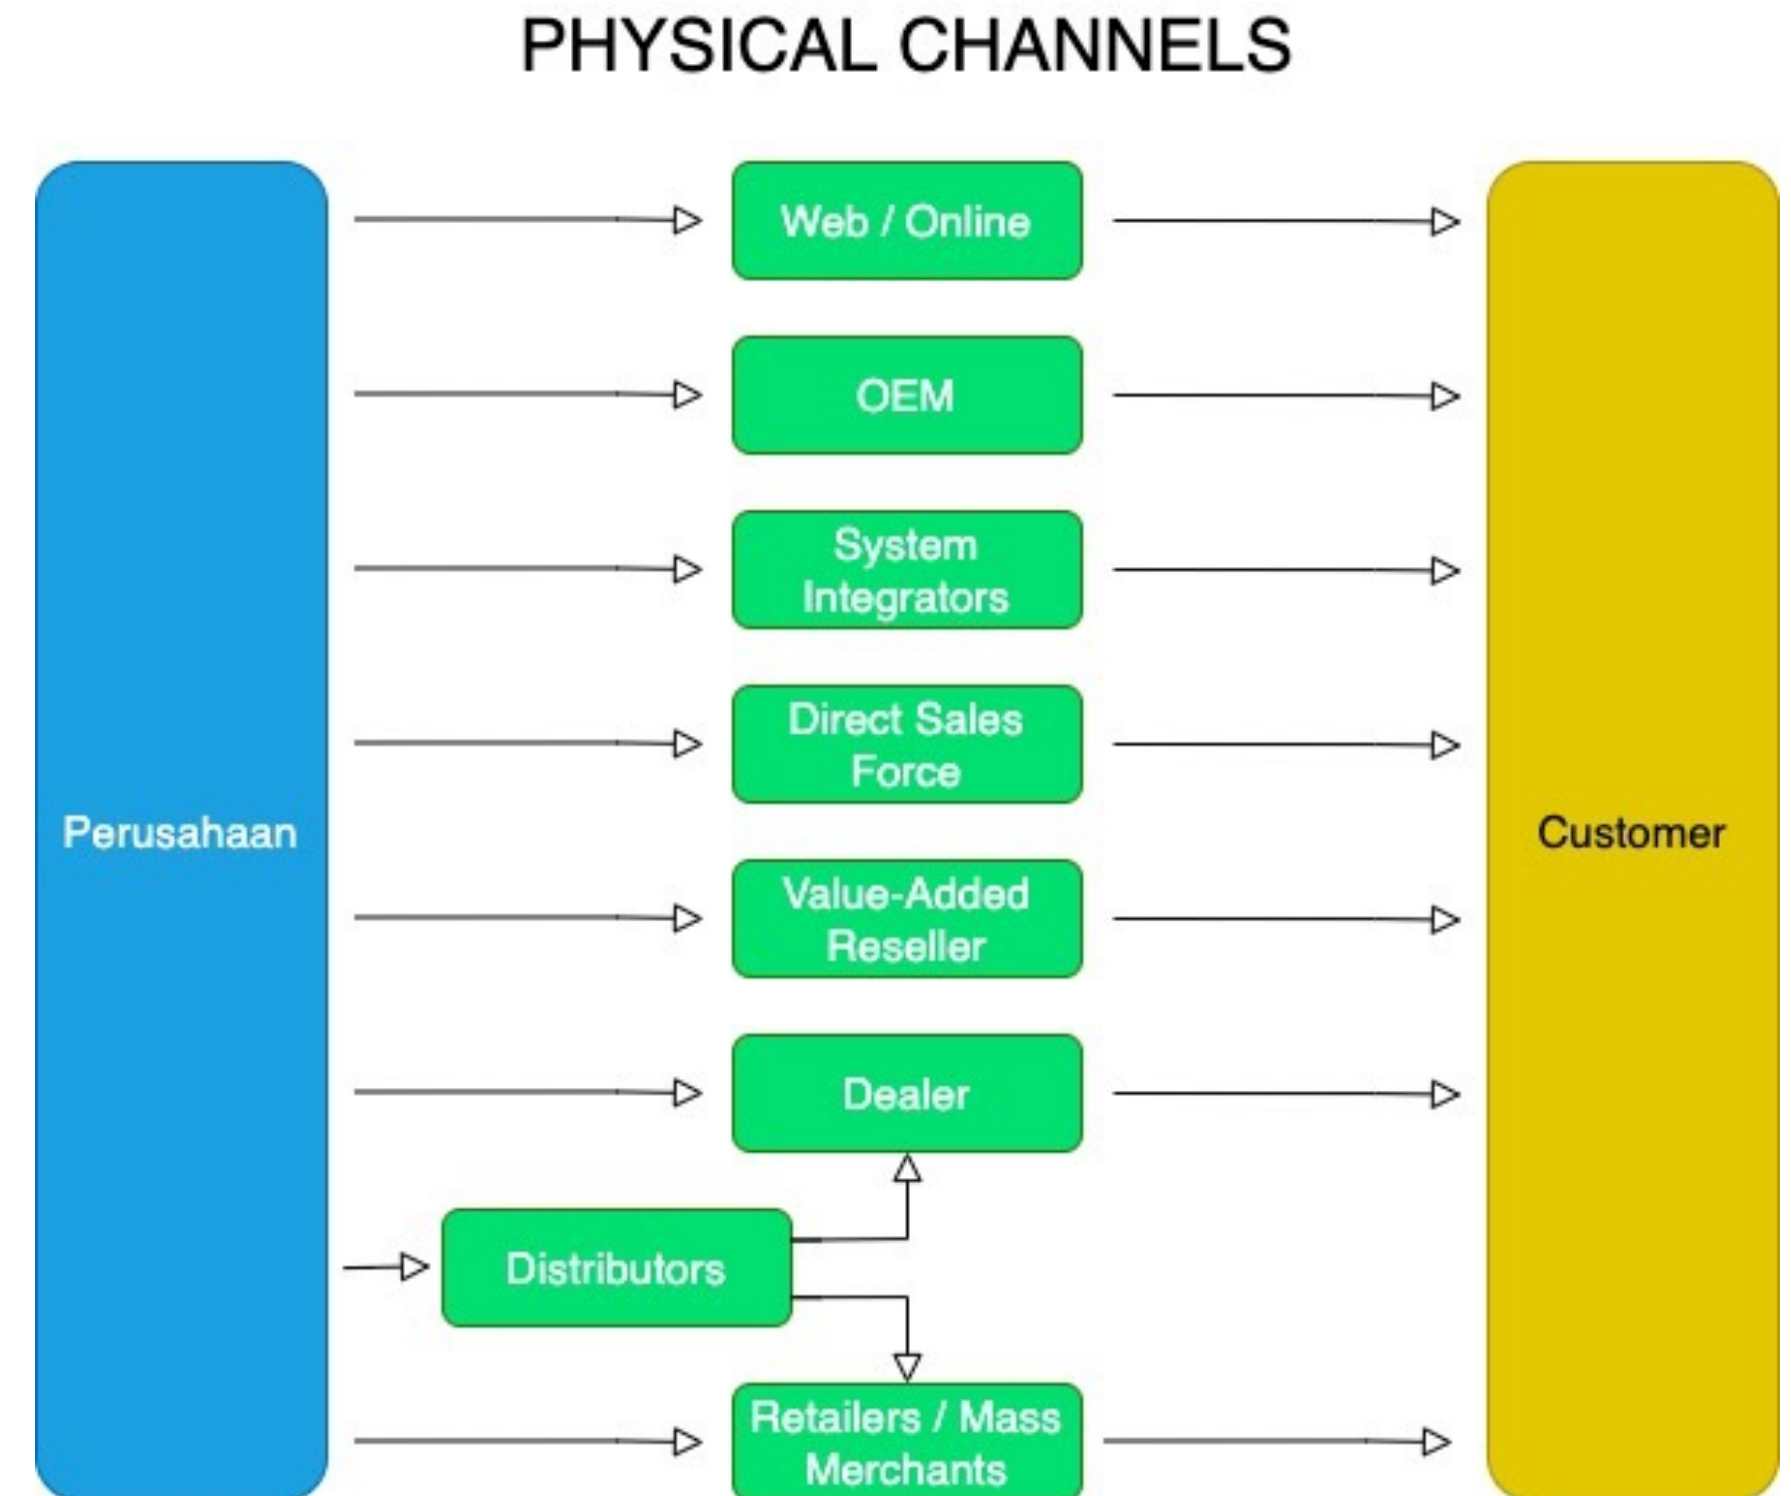 PHYSICAL CHANNELS
Web / Online
OEM
System
Integrators
Direct Sales
Force
Perusahaan
Customer
Value-Added
Reseller
Dealer
Distributors
Retailers / Mass
Merchants